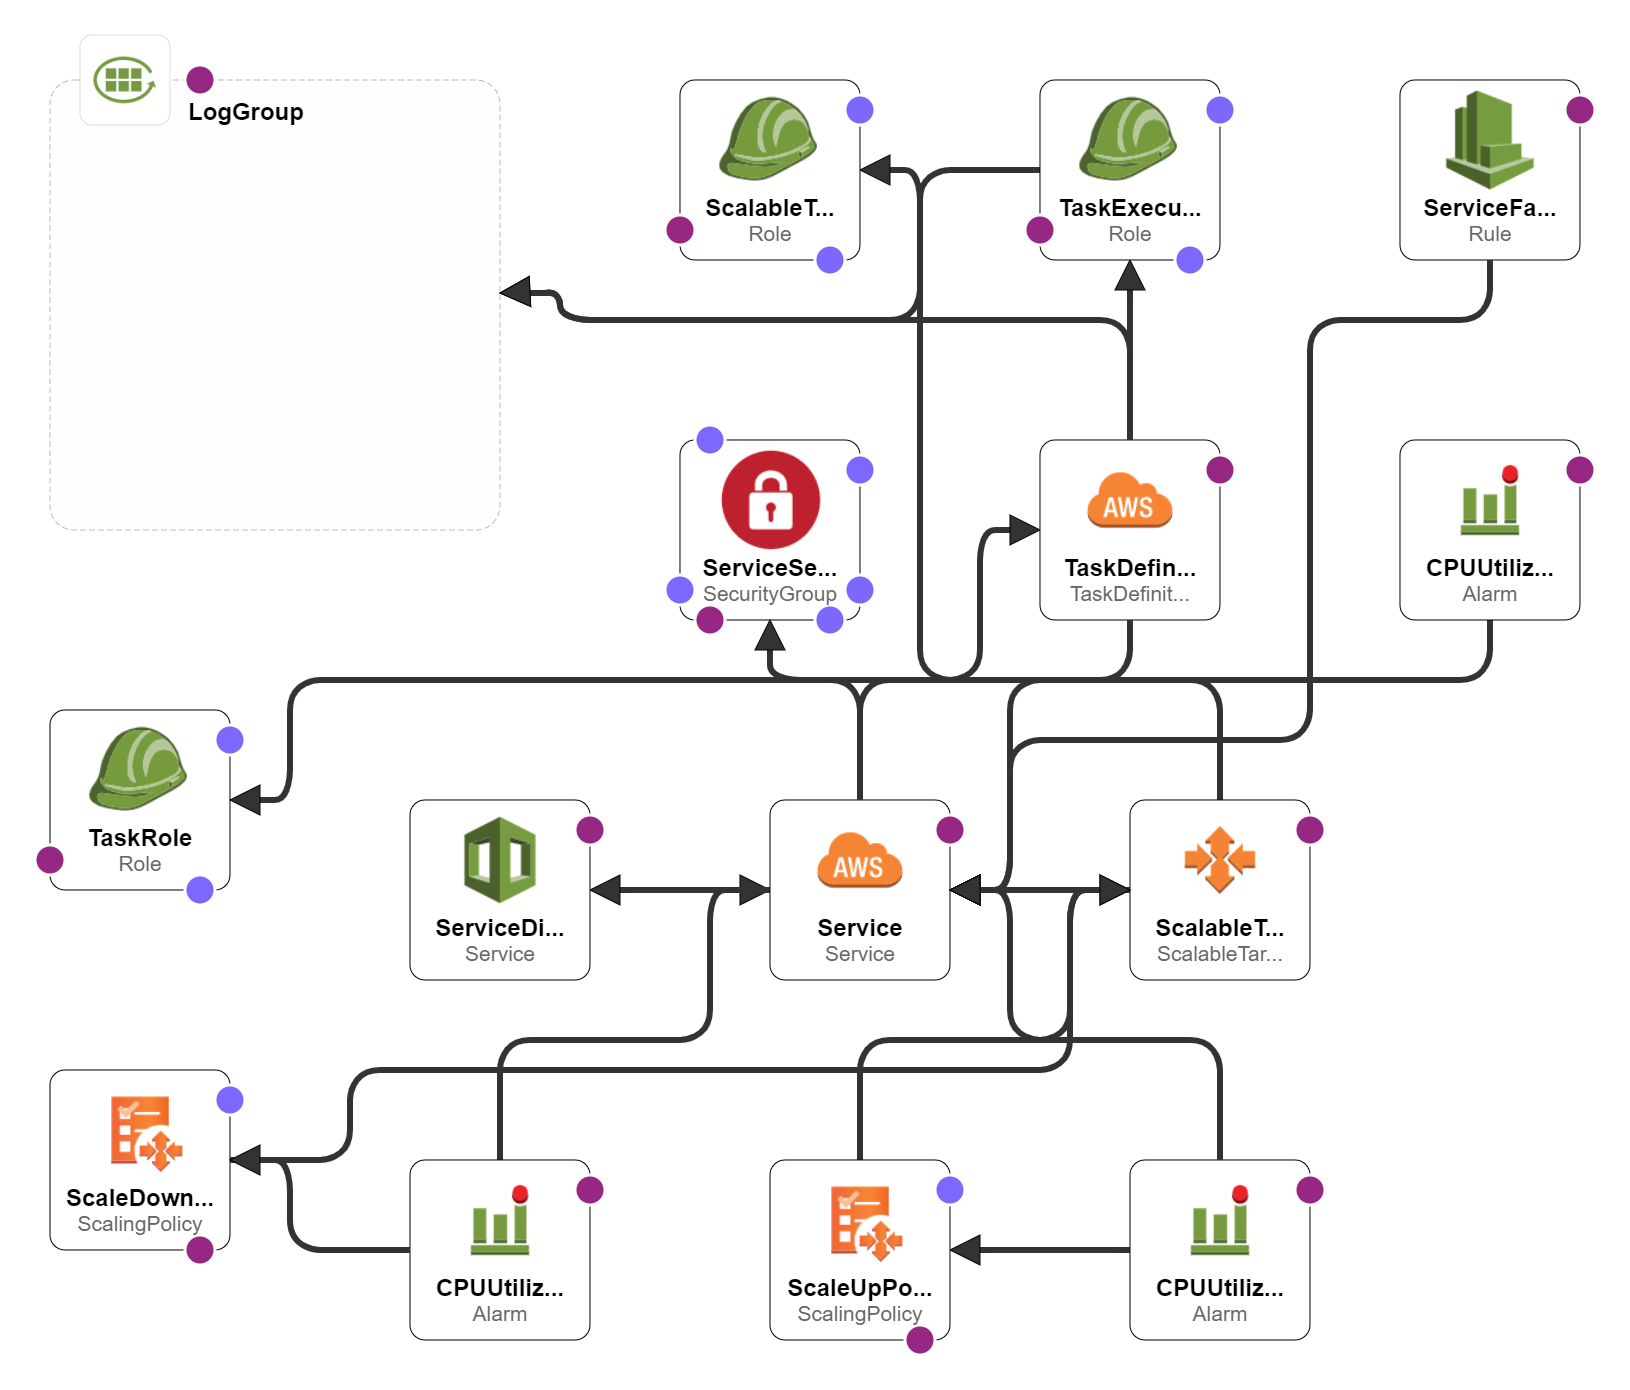 LogGroup
ScalableT...
Role
TaskExecu...
Role
ServiceFa...
Rule
ServiceSe...
SecurityGroup
AWS
TaskDefin...
TaskDefinit...
CPUUtiliz...
Alarm
TaskRole
Role
ServiceDi...
Service
AWS
Service
Service
ScalableT...
ScalableTar...
ScaleDown...
ScalingPolicy
CPUUtiliz...
Alarm
ScaleUpPo...
ScalingPolicy
CPUUtiliz...
Alarm